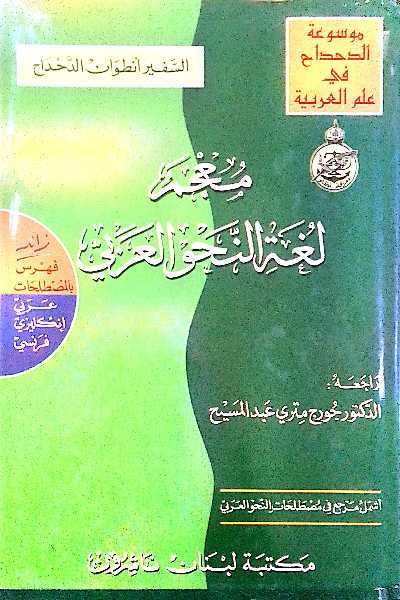 موسوعة
الدحداح
في
علم العربية
السفير أنطوان الدحداح
معجم
لغة النحو العربي
زائد
فهرس
بالمصطلحات
عربي
إنكليزي
فرنسي
راجعه:
الدكتور جورج متري عبد المسيح
أشمل مرجع في مصطلحات النحو العربي
مكتبة لبنان ناشرون